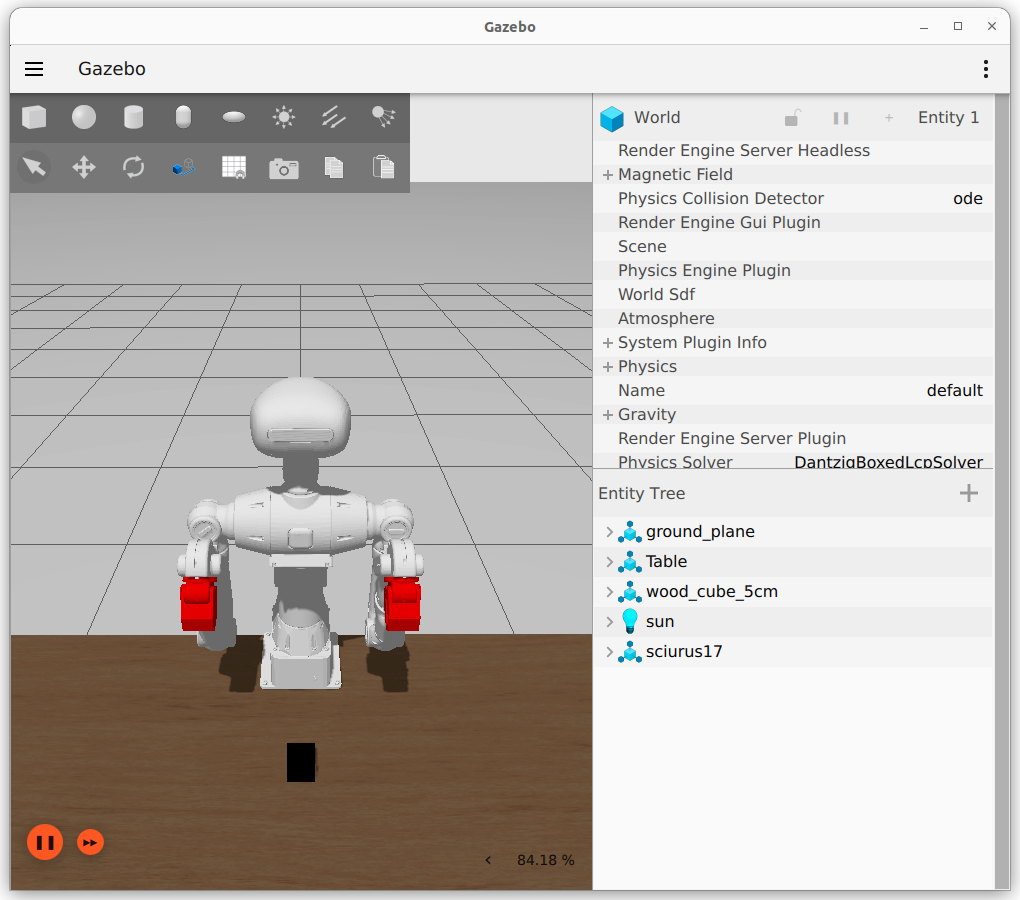 Gazebo
Gazebo
World Entity 1
Render Engine Server Headless
Magnetic Field
Physics Collision Detector ode
Render Engine Gui Plugin
Scene
Physics Engine Plugin
World Sdf
Atmosphere
System Plugin Info
Physics
Name default
Gravity
Render Engine Server Plugin
Physics Solver DantzigBoxedLcpSolver
Entity Tree
ground_plane
Table
wood_cube_5cm
sun
sciurus17
84.18 %